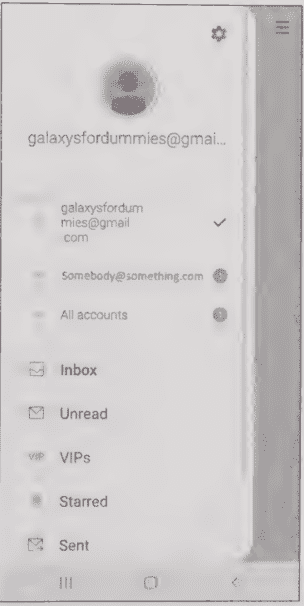 galaxysfordummies@gmai...
galaxysfordum
mies@gmail
.com
Somebody@something.com
All accounts
Inbox
Unread
VIP VIPs
Starred
Sent